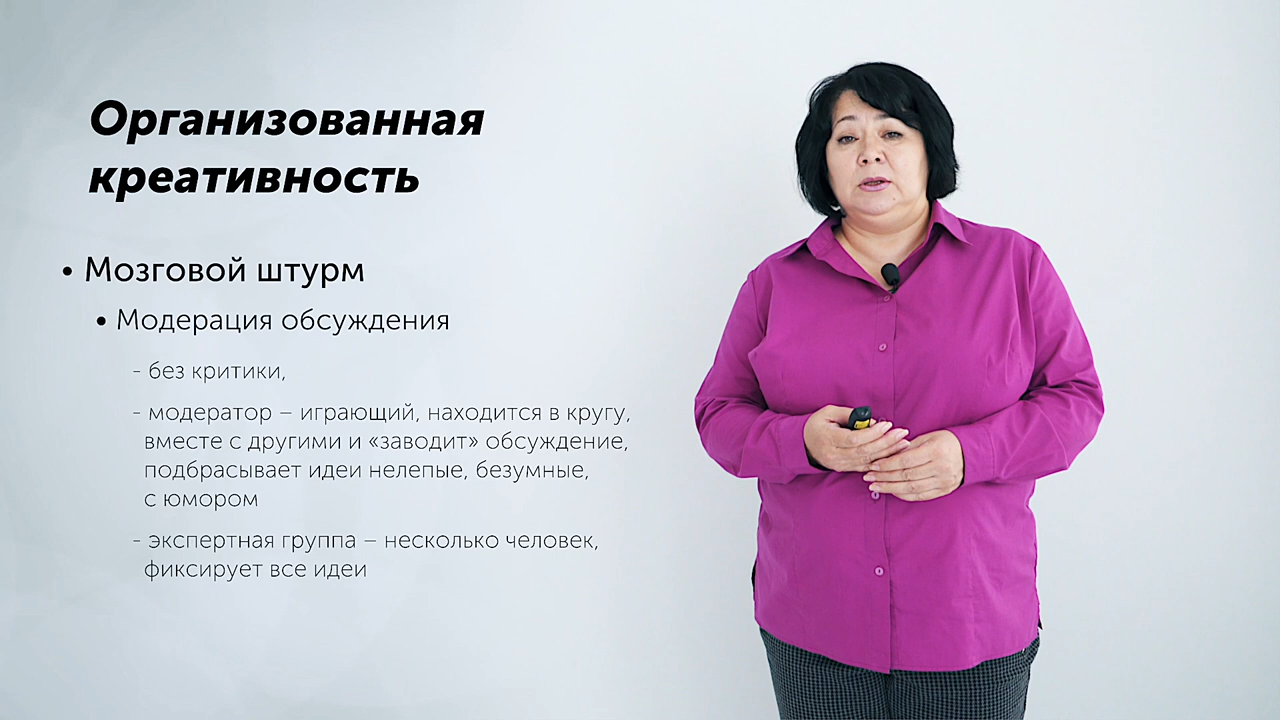 Организованная
креативность
• Мозговой штурм
• Модерация обсуждения
- без критики,
- модератор – играющий, находится в кругу,
вместе с другими и «заводит» обсуждение,
подбрасывает идеи нелепые, безумные,
с юмором
- экспертная группа – несколько человек,
фиксирует все идеи